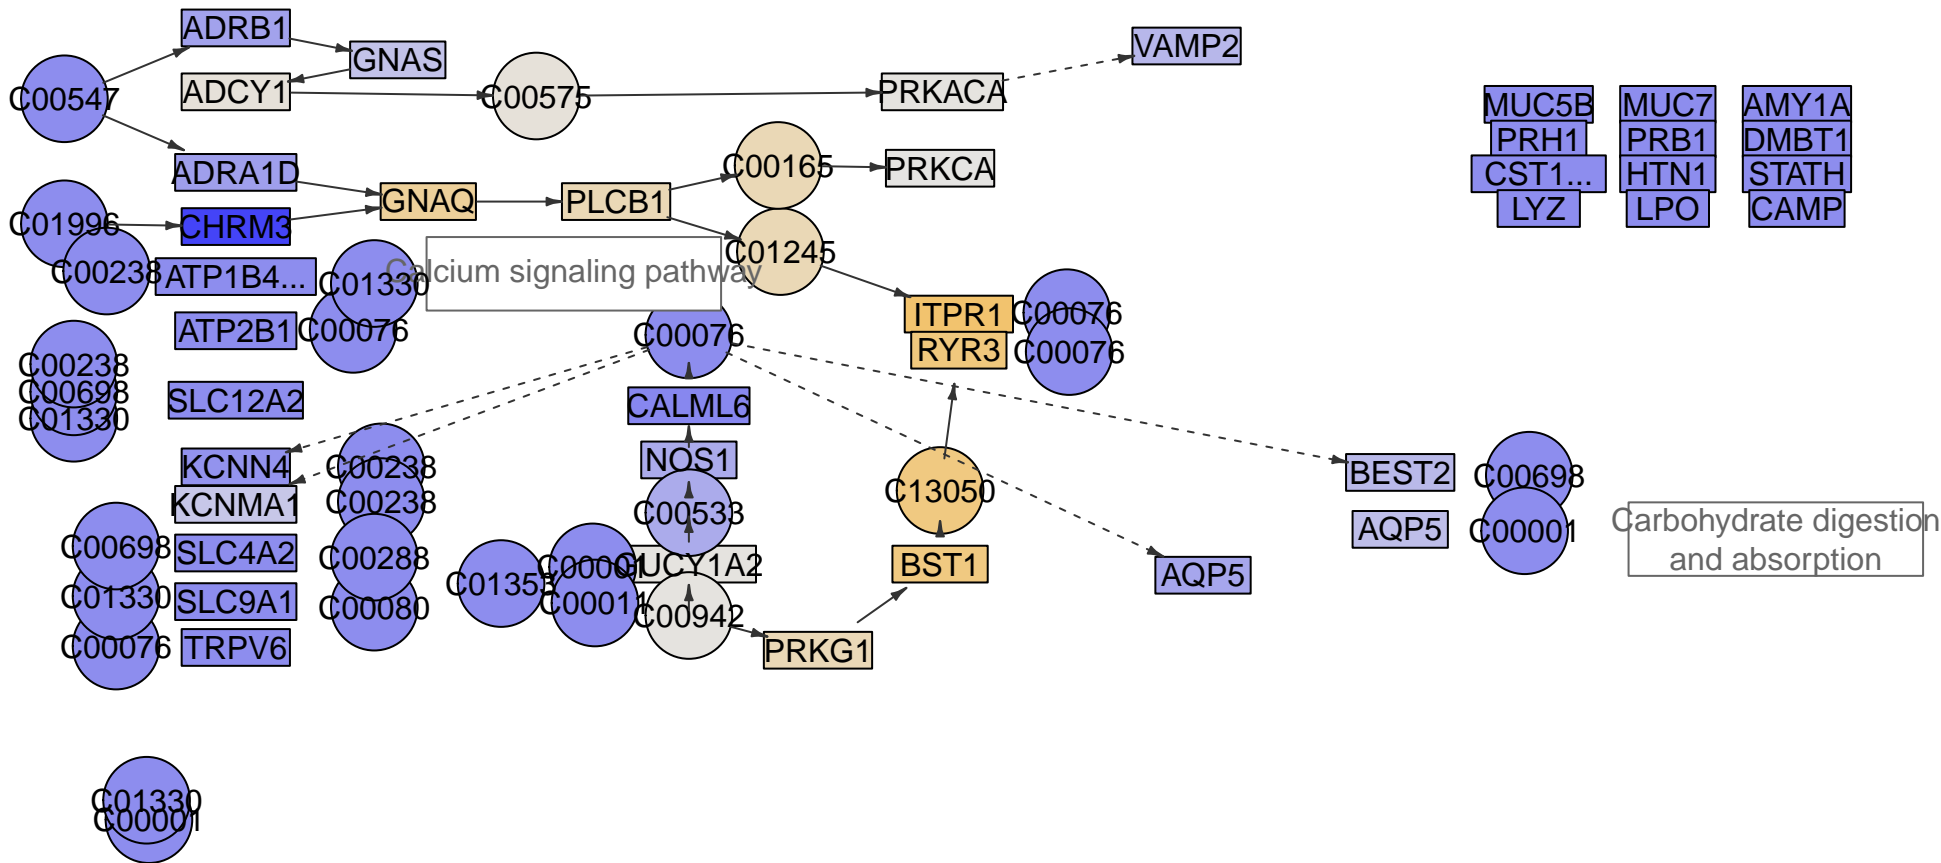 ADRB1
GNAS
VAMP2
C00547
ADCY1
C00575
PRKACA
MUC5B
MUC7
AMY1A
PRH1
PRB1
DMBT1
ADRA1D
C00165
PRKCA
CST1...
HTN1
STATH
GNAQ
PLCB1
LYZ
LPO
CAMP
C01996
CHRM3
C01245
C00238
ATP1B4...
C01330
Calcium signaling pathway
ITPR1
C00076
ATP2B1
C00076
C00076
RYR3
C00076
C00238
C00698
C01330
SLC12A2
CALML6
KCNN4
C00238
NOS1
BEST2
C00698
KCNMA1
C00238
C00533
C13050
AQP5
C00001
Carbohydrate digestion
and absorption
C00698
SLC4A2
C00288
C01353
C00001
GUCY1A2
BST1
AQP5
C01330
SLC9A1
C00080
C00011
C00942
C00076
TRPV6
PRKG1
C01330
C00001